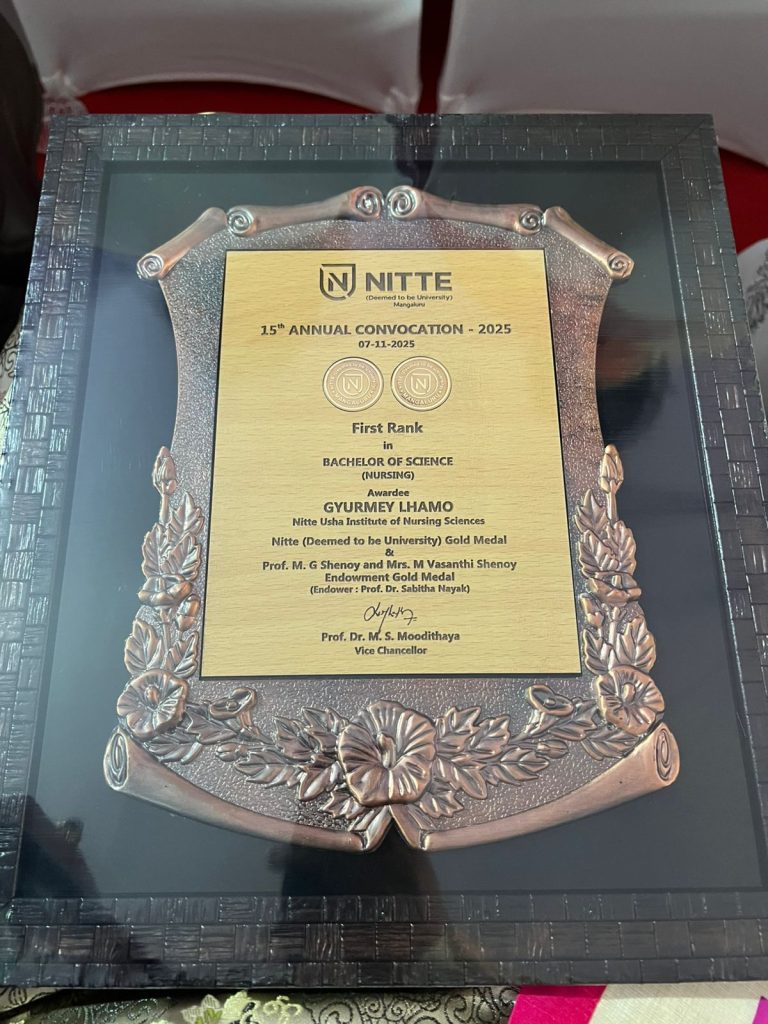 N NITTE
(Deemed to be University)
Mangaluru
15th ANNUAL CONVOCATION - 2025
07-11-2025
N N
First Rank
in
BACHELOR OF SCIENCE
(NURSING)
Awardee
GYURMEY LHAMO
Nitte Usha Institute of Nursing Sciences
Nitte (Deemed to be University) Gold Medal
&
Prof. M. G Shenoy and Mrs. M Vasanthi Shenoy
Endowment Gold Medal
(Endower : Prof. Dr. Sabitha Nayak)
Prof. Dr. M. S. Moodithaya
Vice Chancellor